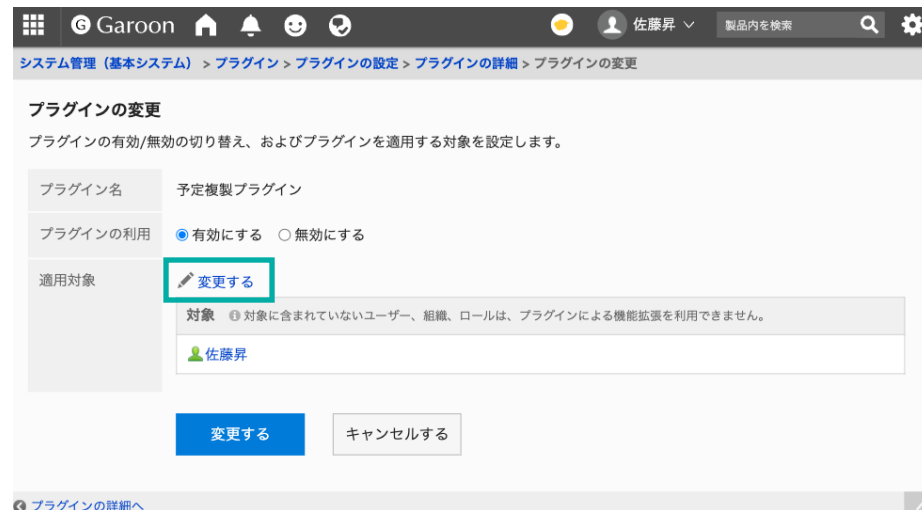 G Garoon 佐藤昇 製品内を検索
システム管理（基本システム） > プラグイン > プラグインの設定 > プラグインの詳細 > プラグインの変更
プラグインの変更
プラグインの有効/無効の切り替え、およびプラグインを適用する対象を設定します。
プラグイン名 予定複製プラグイン
プラグインの利用 有効にする 無効にする
適用対象 変更する
対象 対象に含まれていないユーザー、組織、ロールは、プラグインによる機能拡張を利用できません。
佐藤昇
変更する キャンセルする
プラグインの詳細へ